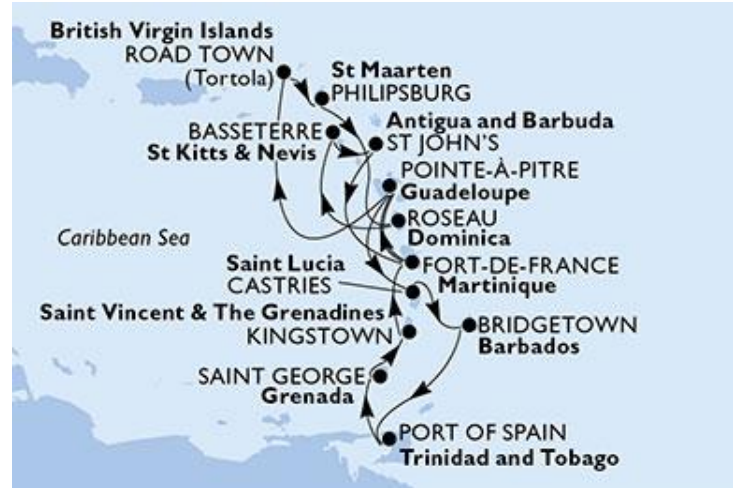 British Virgin Islands
ROAD TOWN
(Tortola)
St Maarten
PHILIPSBURG
Antigua and Barbuda
ST JOHN'S
BASSETERRE
St Kitts & Nevis
POINTE-À-PITRE
Guadeloupe
ROSEAU
Dominica
Caribbean Sea
FORT-DE-FRANCE
Martinique
Saint Lucia
CASTRIES
Saint Vincent & The Grenadines
KINGSTOWN
BRIDGETOWN
Barbados
SAINT GEORGE
Grenada
PORT OF SPAIN
Trinidad and Tobago